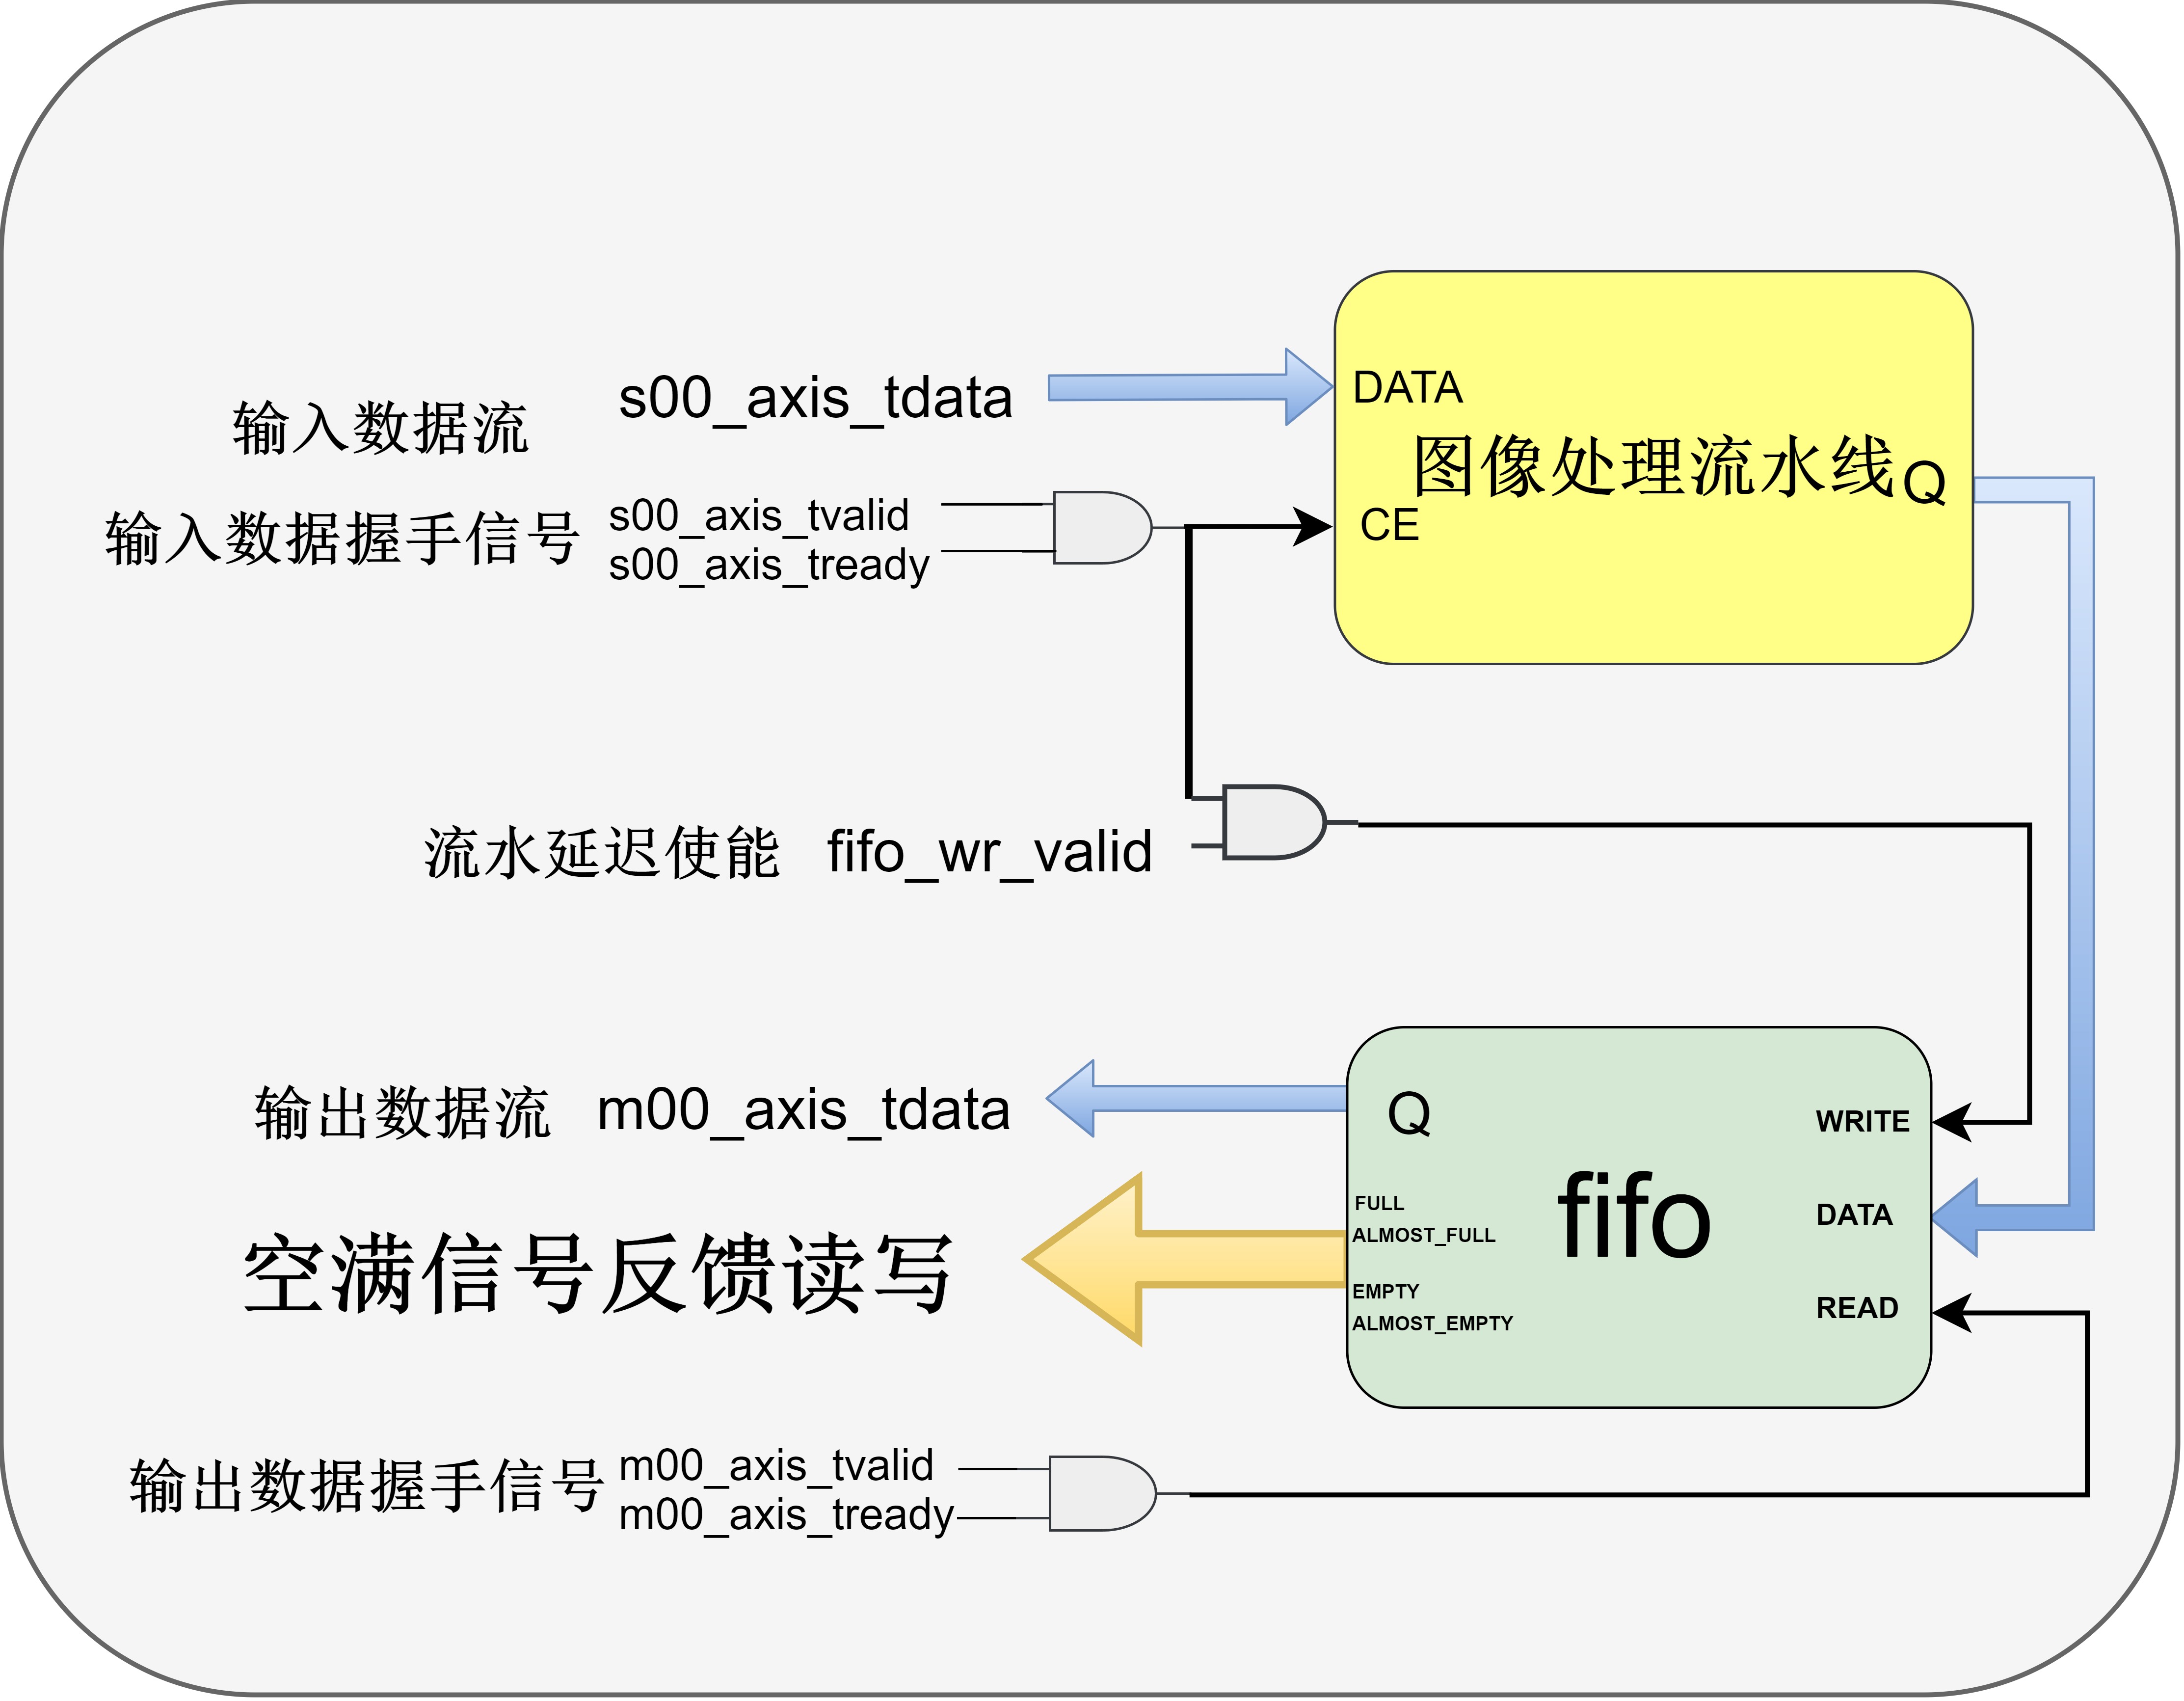 输入数据流 s00_axis_tdata
DATA
图像处理流水线 Q
输入数据握手信号 s00_axis_tvalid
s00_axis_tready
CE
流水延迟使能 fifo_wr_valid
输出数据流 m00_axis_tdata
Q
WRITE
FULL
ALMOST_FULL
fifo
DATA
空满信号反馈读写
EMPTY
ALMOST_EMPTY
READ
输出数据握手信号 m00_axis_tvalid
m00_axis_tready